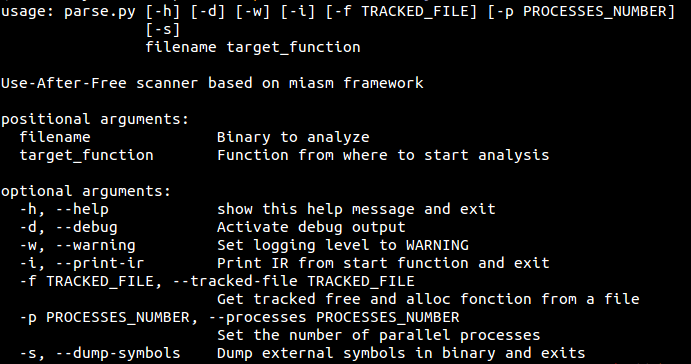 usage: parse.py [-h] [-d] [-w] [-i] [-f TRACKED_FILE] [-p PROCESSES_NUMBER]
[-s]
filename target_function
Use-After-Free scanner based on miasm framework
positional arguments:
filename Binary to analyze
target_function Function from where to start analysis
optional arguments:
-h, --help show this help message and exit
-d, --debug Activate debug output
-w, --warning Set logging level to WARNING
-i, --print-ir Print IR from start function and exit
-f TRACKED_FILE, --tracked-file TRACKED_FILE
Get tracked free and alloc fonction from a file
-p PROCESSES_NUMBER, --processes PROCESSES_NUMBER
Set the number of parallel processes
-s, --dump-symbols Dump external symbols in binary and exits